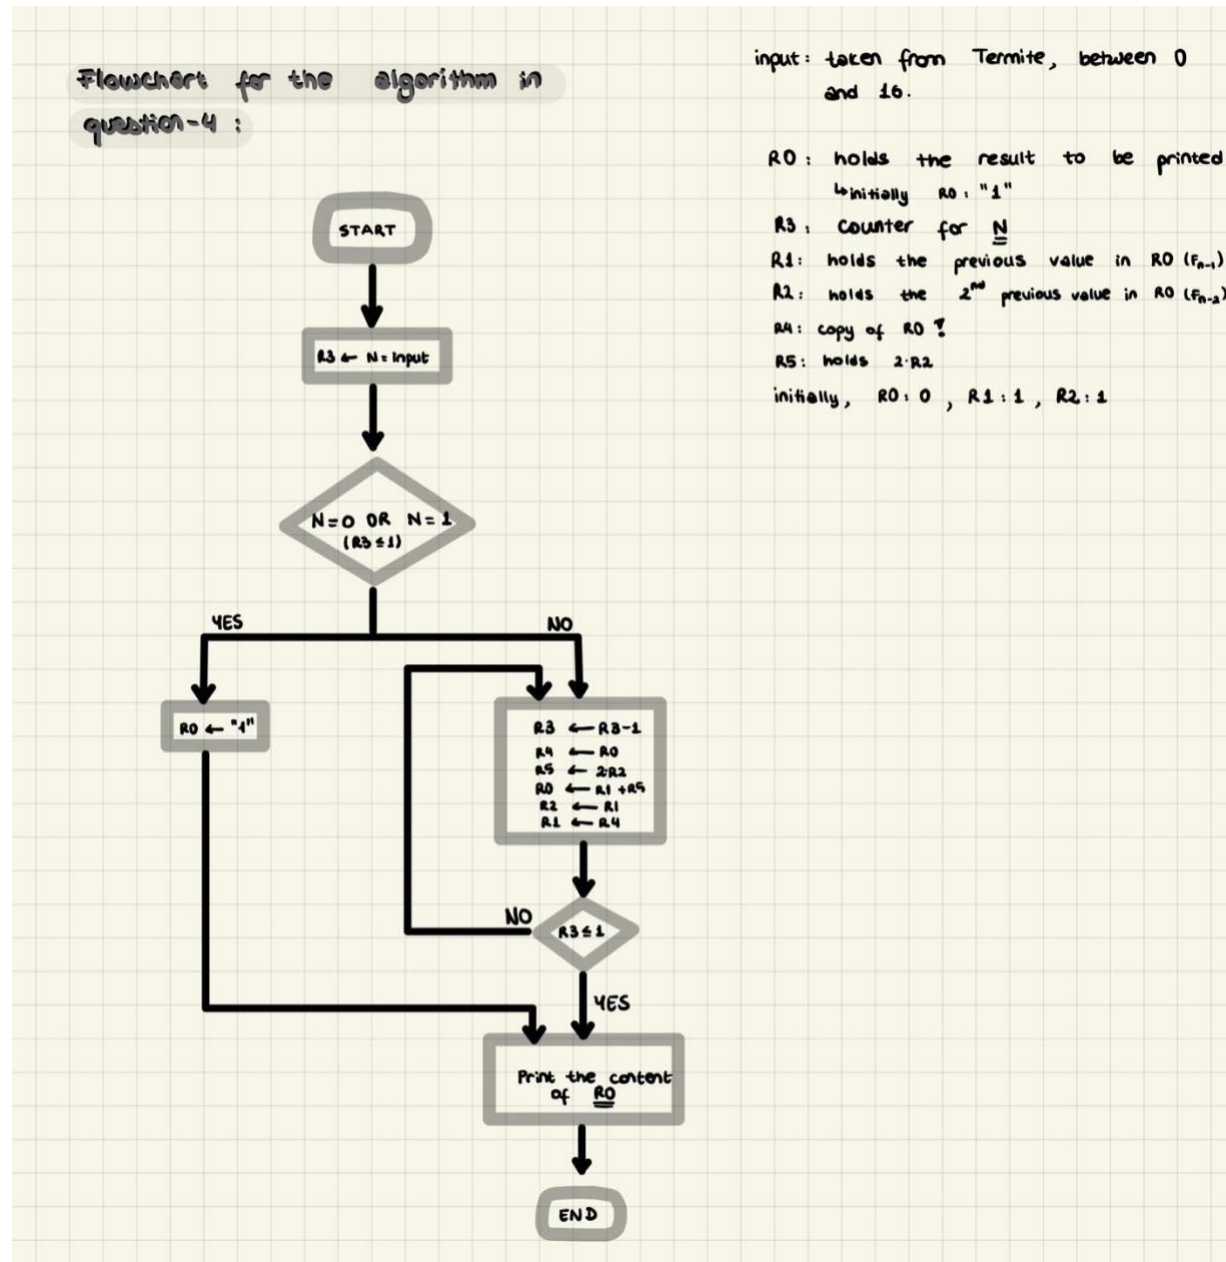 Flowchart for the algorithm in
question-4 :
input: taken from Termite, between 0
and 16.
R0: holds the result to be printed
↳initially R0: "1"
R3: counter for N
R1: holds the previous value in R0 (Fn-1)
R2: holds the 2nd previous value in R0 (Fn-2)
R4: copy of R0 !
R5: holds 2·R2
initially, R0: 0, R1: 1, R2: 1
START
R3 ← N = Input
N=0 OR N=1
(R3≤1)
YES
NO
R0 ← "1"
R3 ← R3-1
R4 ← R0
R5 ← 2·R2
R0 ← R1+R5
R2 ← R1
R1 ← R4
NO
R3≤1
YES
Print the content
of R0
END